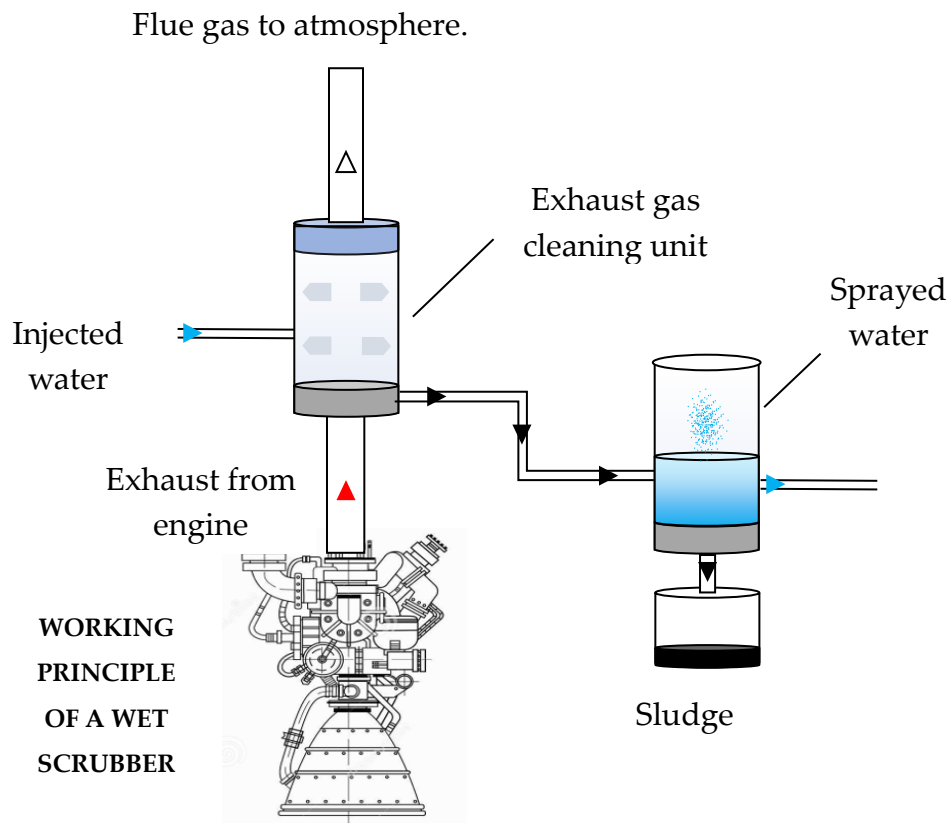 Flue gas to atmosphere.
Exhaust gas
cleaning unit
Sprayed
water
Injected
water
Exhaust from
engine
WORKING
PRINCIPLE
OF A WET
SCRUBBER
Sludge